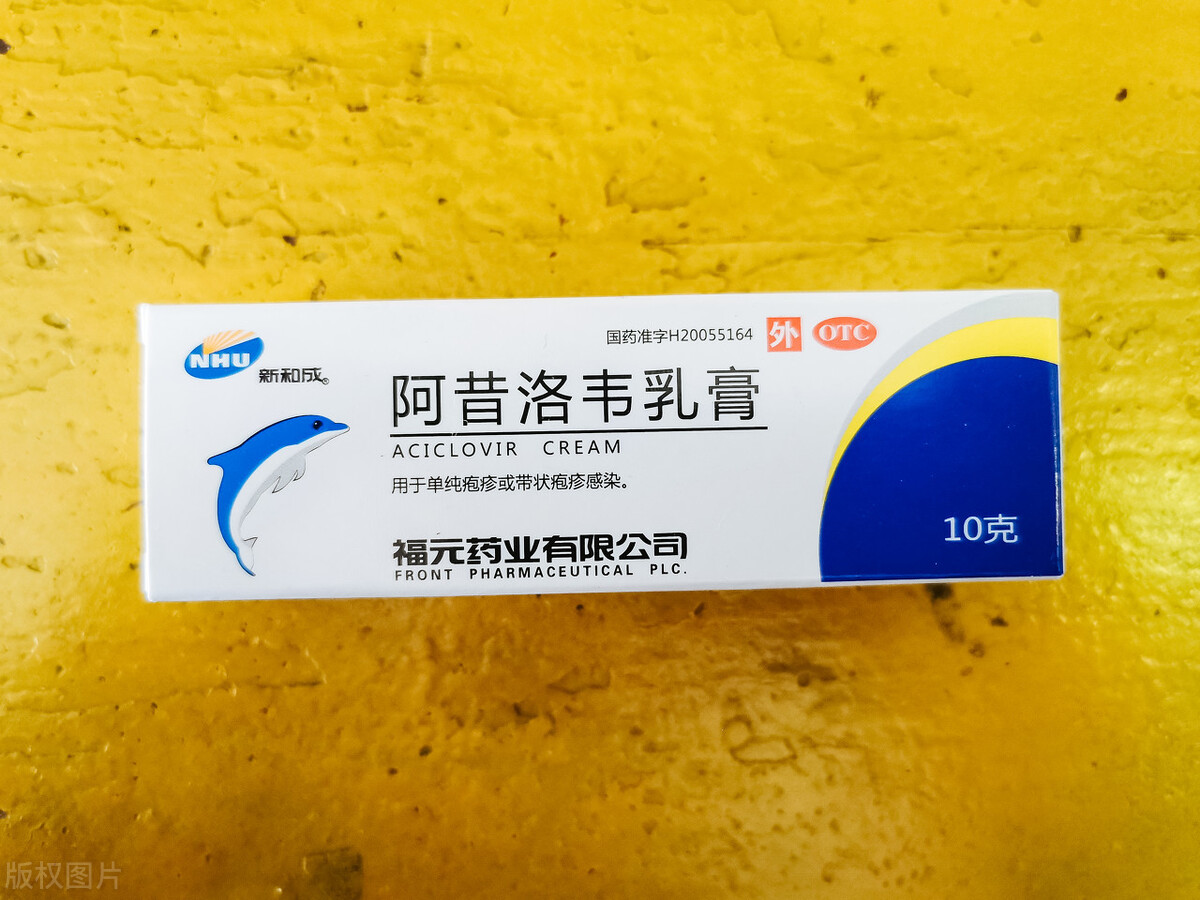 国药准字H20055164 外 OTC
NHU 新和成®
阿昔洛韦乳膏
ACICLOVIR CREAM
用于单纯疱疹或带状疱疹感染。
10克
福元药业有限公司
FRONT PHARMACEUTICAL PLC.
版权图片